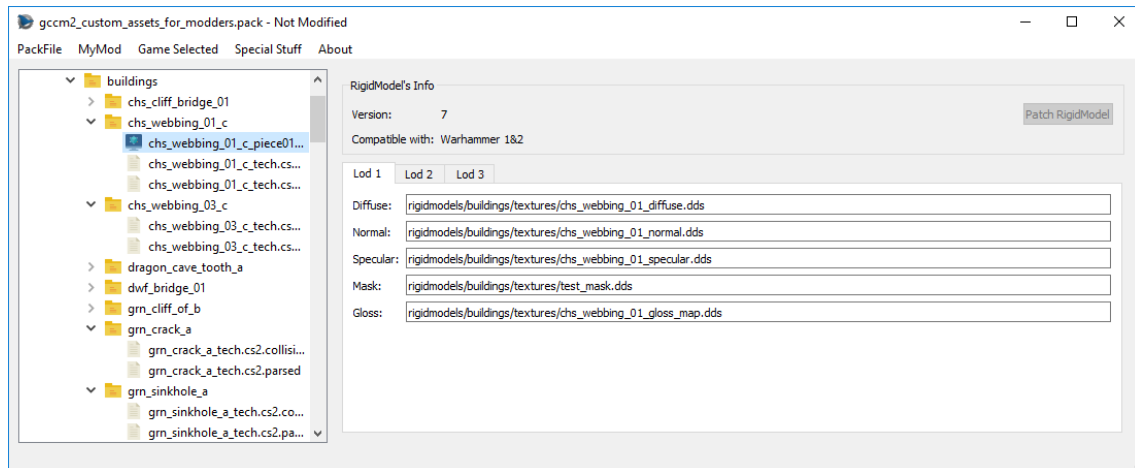 gccm2_custom_assets_for_modders.pack - Not Modified
PackFile MyMod Game Selected Special Stuff About
buildings
chs_cliff_bridge_01
chs_webbing_01_c
chs_webbing_01_c_piece01...
chs_webbing_01_c_tech.cs...
chs_webbing_01_c_tech.cs...
chs_webbing_03_c
chs_webbing_03_c_tech.cs...
chs_webbing_03_c_tech.cs...
dragon_cave_tooth_a
dwf_bridge_01
grn_cliff_of_b
grn_crack_a
grn_crack_a_tech.cs2.collisi...
grn_crack_a_tech.cs2.parsed
grn_sinkhole_a
grn_sinkhole_a_tech.cs2.co...
grn_sinkhole_a_tech.cs2.pa...
RigidModel's Info
Version: 7
Patch RigidModel
Compatible with: Warhammer 1&2
Lod 1 Lod 2 Lod 3
Diffuse: rigidmodels/buildings/textures/chs_webbing_01_diffuse.dds
Normal: rigidmodels/buildings/textures/chs_webbing_01_normal.dds
Specular: rigidmodels/buildings/textures/chs_webbing_01_specular.dds
Mask: rigidmodels/buildings/textures/test_mask.dds
Gloss: rigidmodels/buildings/textures/chs_webbing_01_gloss_map.dds